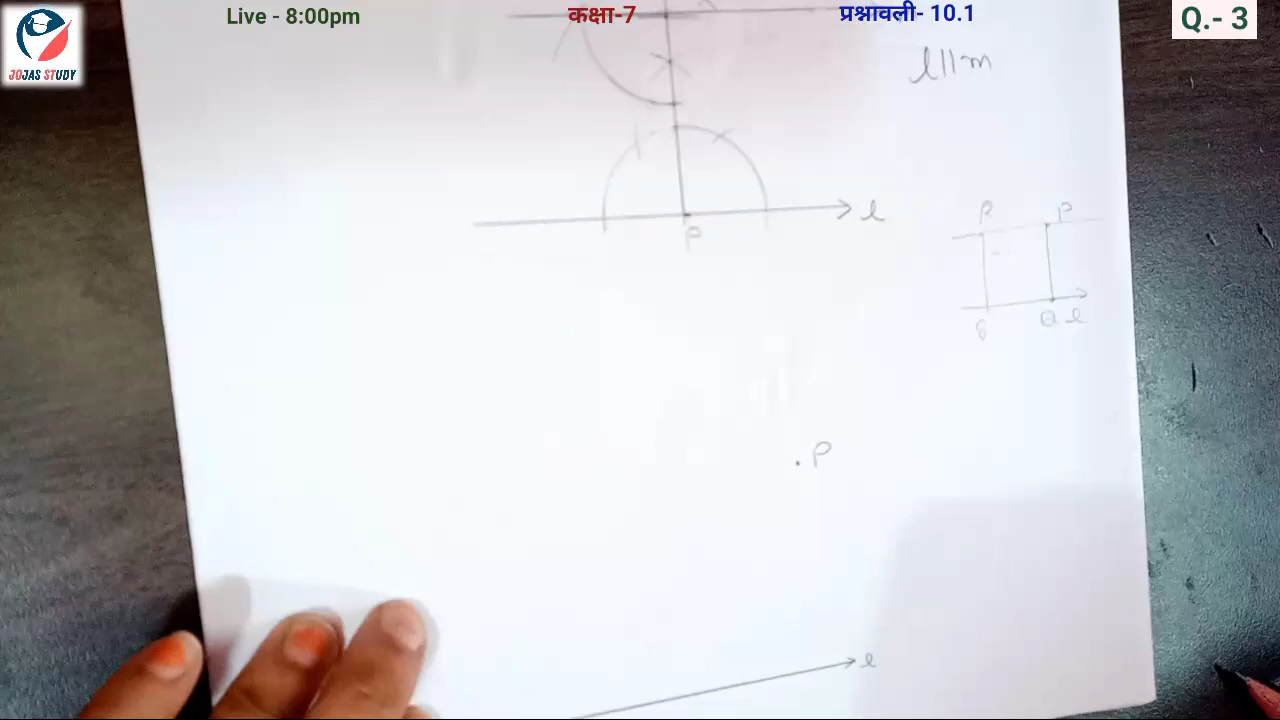 Live - 8:00pm
कक्षा-7
प्रश्नावली- 10.1
Q.- 3
JOJAS STUDY
l||m
l
P
P
Q l
. P
l